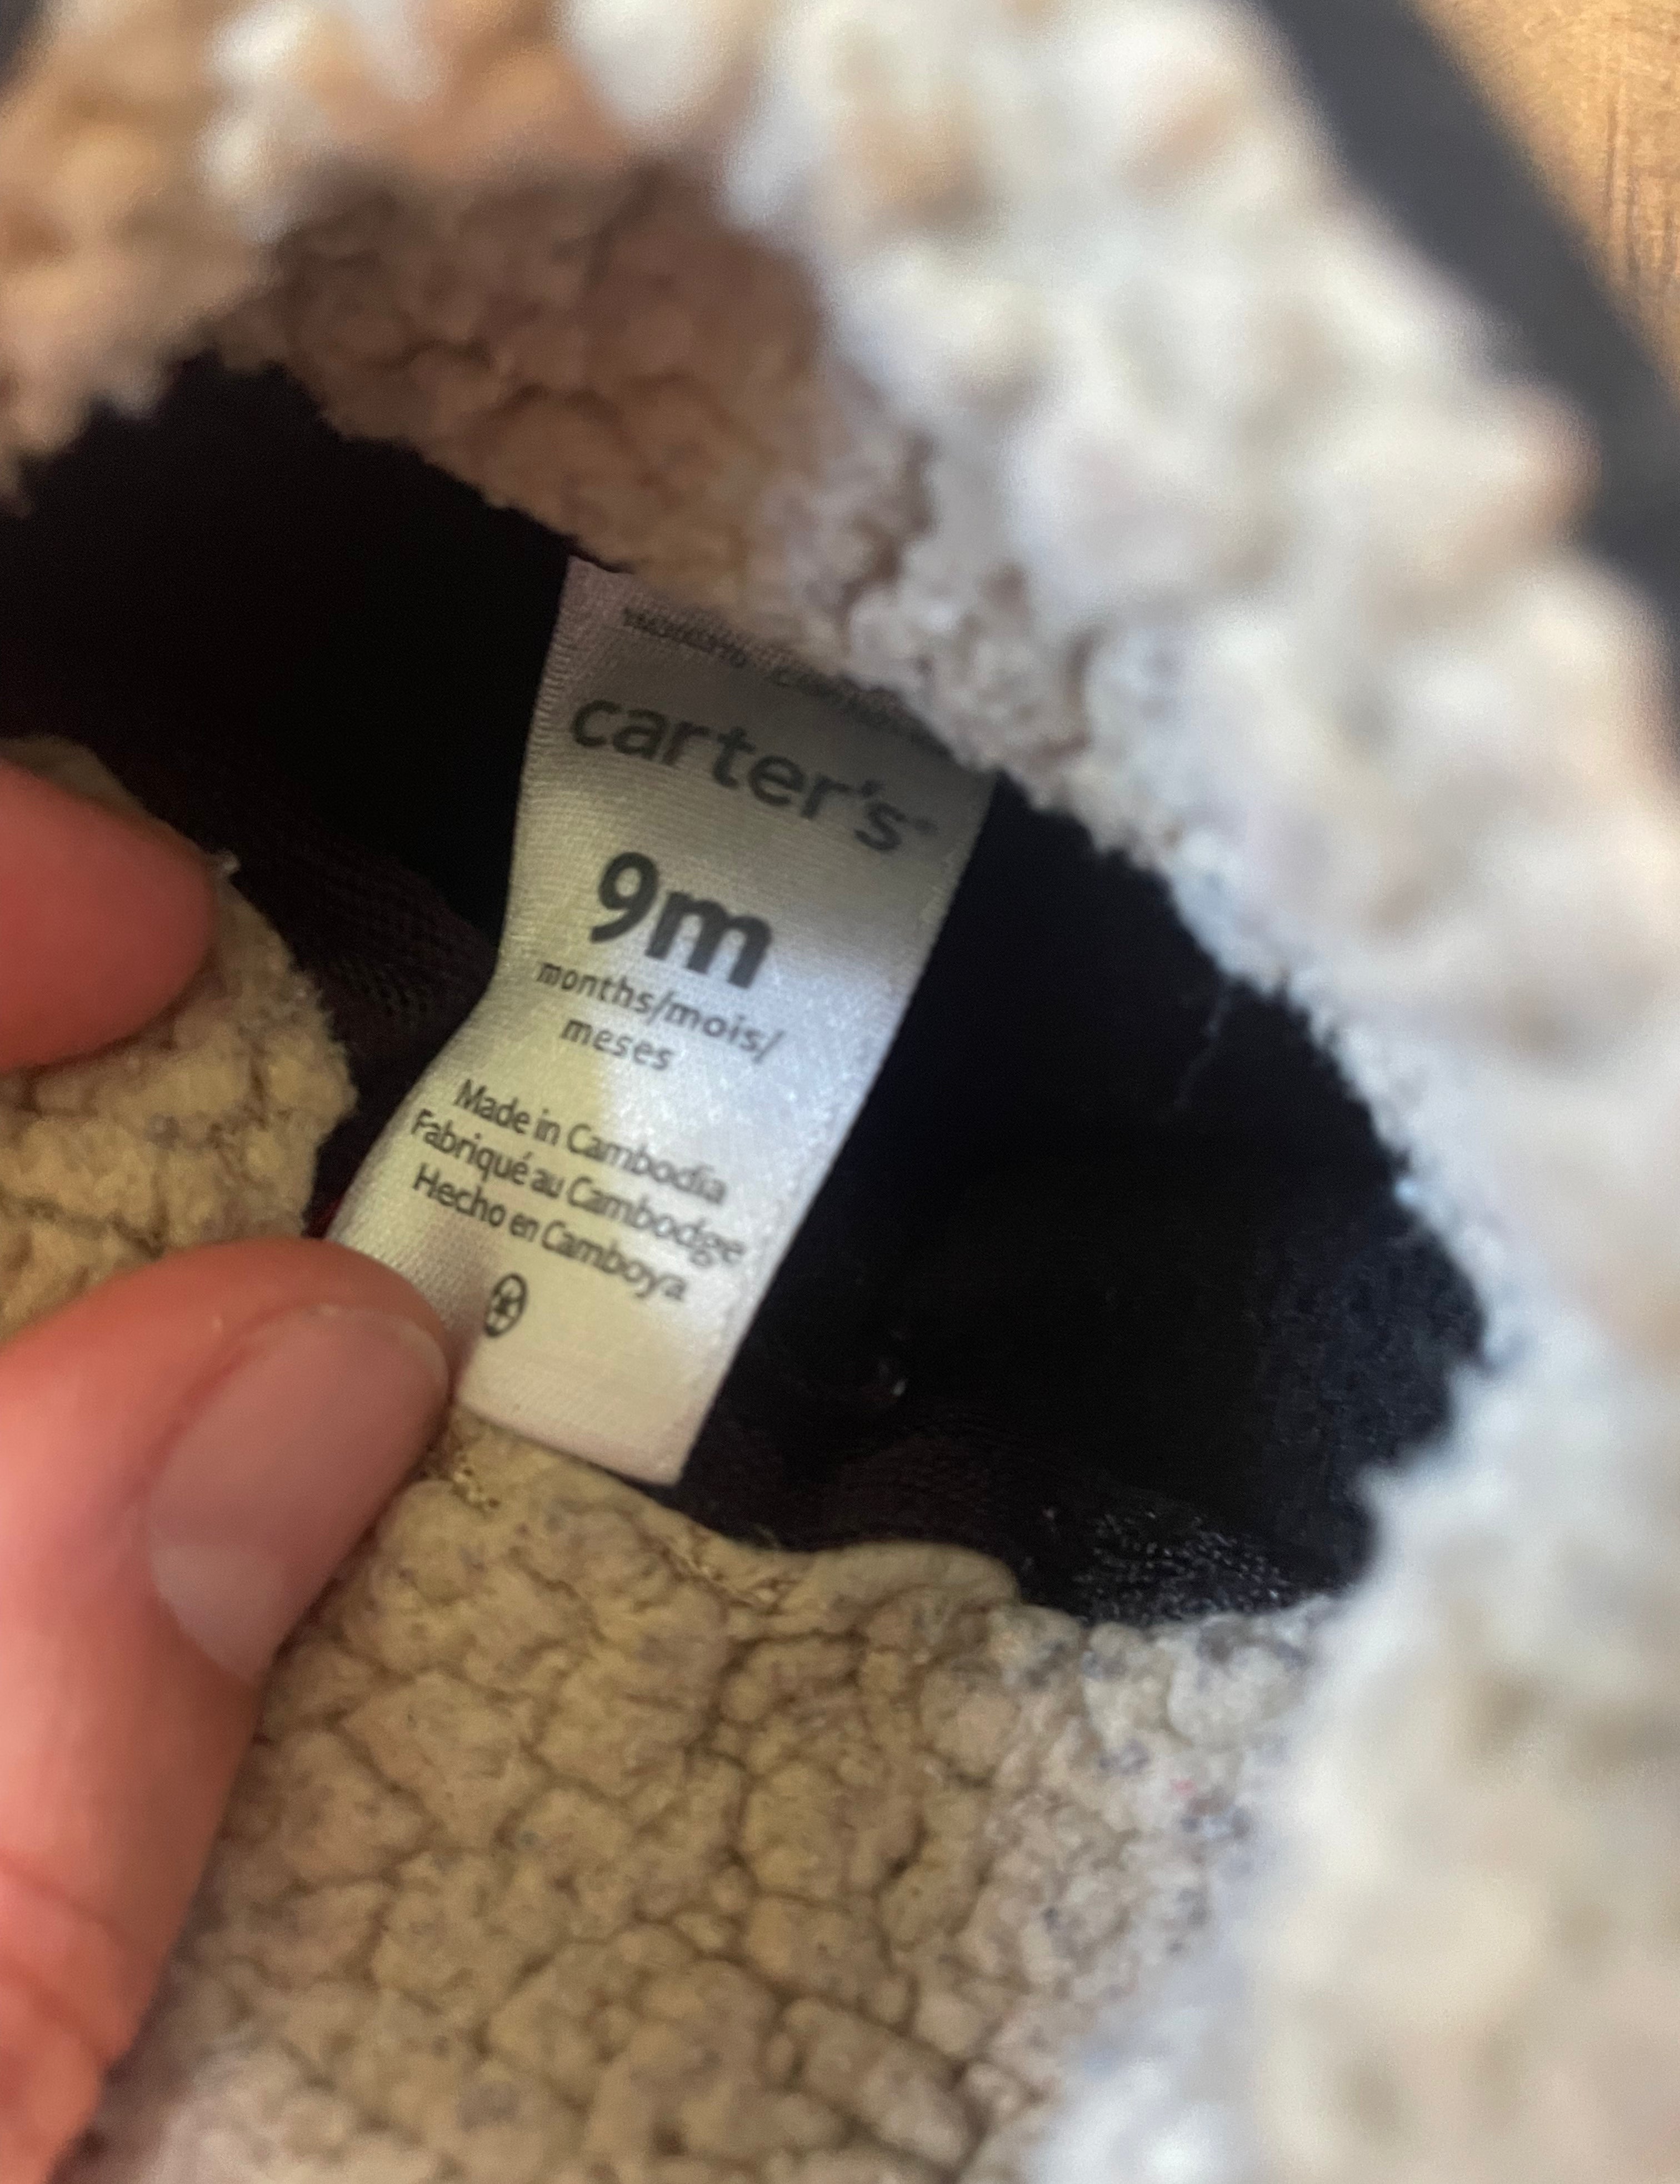 carter's®
9m
months/mois/
meses
Made in Cambodia
Fabriqué au Cambodge
Hecho en Camboya